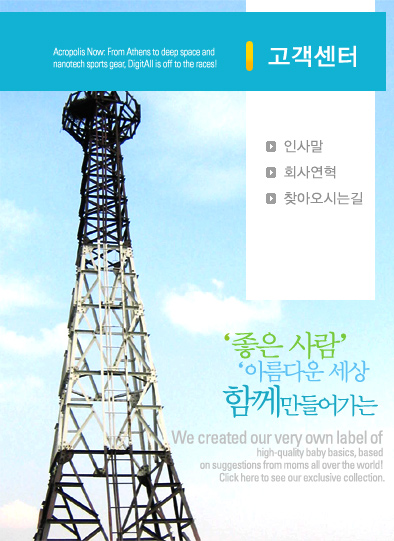 Acropolis Now: From Athens to deep space and
nanotech sports gear, DigitAll is off to the races!
고객센터
인사말
회사연혁
찾아오시는길
‘좋은 사람’
‘아름다운 세상
함께만들어가는
We created our very own label of
high-quality baby basics, based
on suggestions from moms all over the world!
Click here to see our exclusive collection.